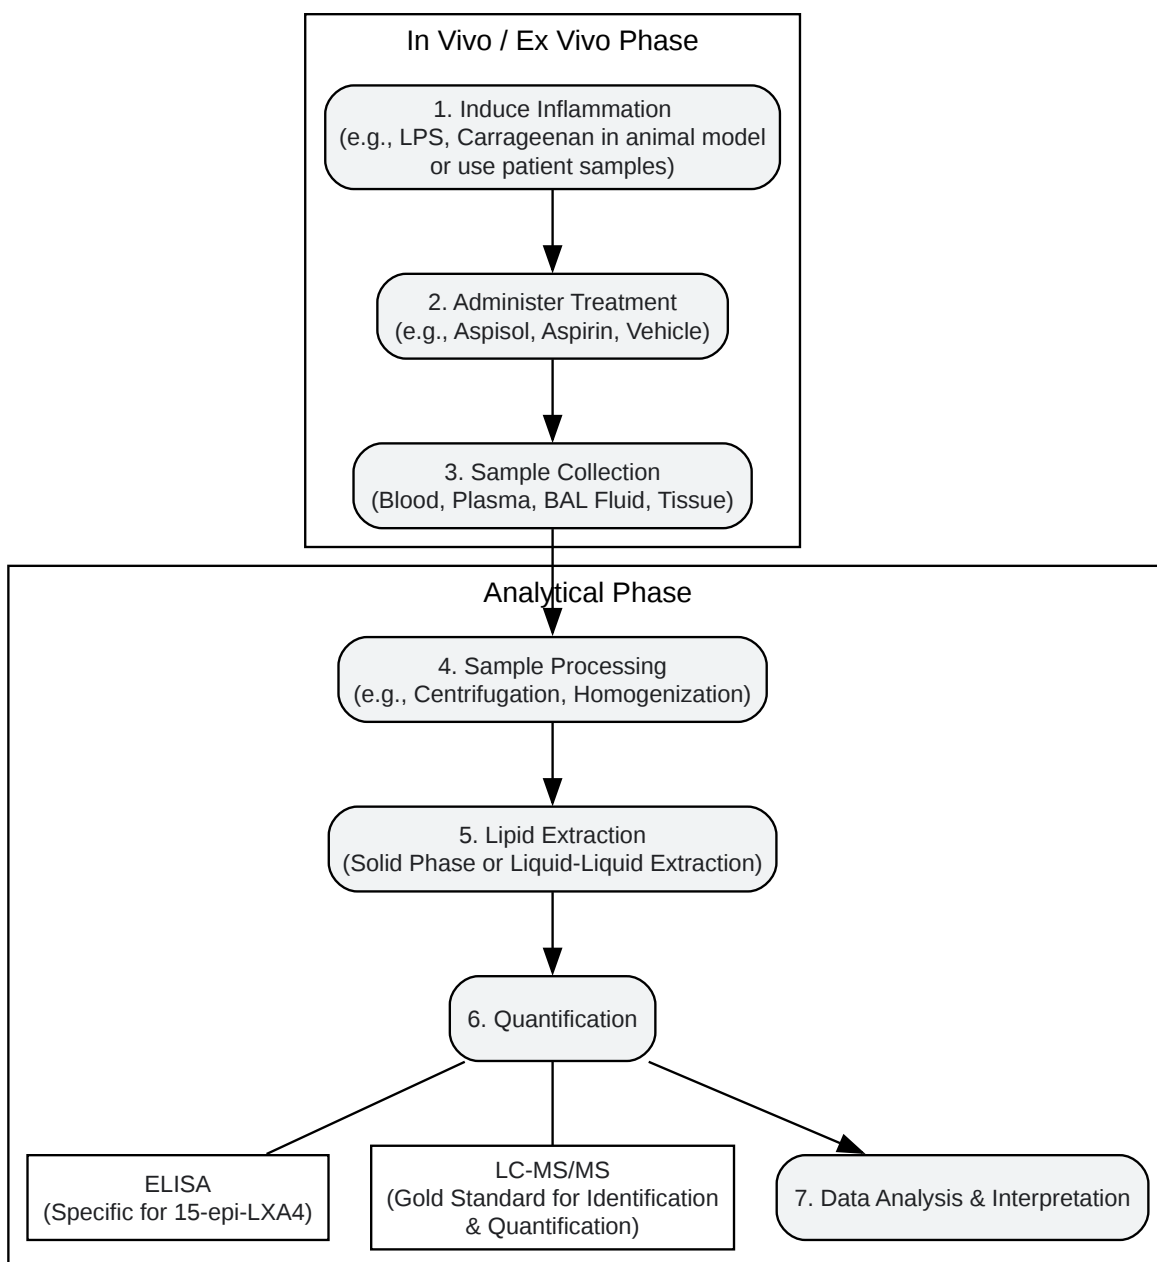 In Vivo / Ex Vivo Phase
1. Induce Inflammation
(e.g., LPS, Carrageenan in animal model
or use patient samples)
2. Administer Treatment
(e.g., Aspisol, Aspirin, Vehicle)
3. Sample Collection
(Blood, Plasma, BAL Fluid, Tissue)
Analytical Phase
4. Sample Processing
(e.g., Centrifugation, Homogenization)
5. Lipid Extraction
(Solid Phase or Liquid-Liquid Extraction)
6. Quantification
ELISA
(Specific for 15-epi-LXA4)
LC-MS/MS
(Gold Standard for Identification
& Quantification)
7. Data Analysis & Interpretation